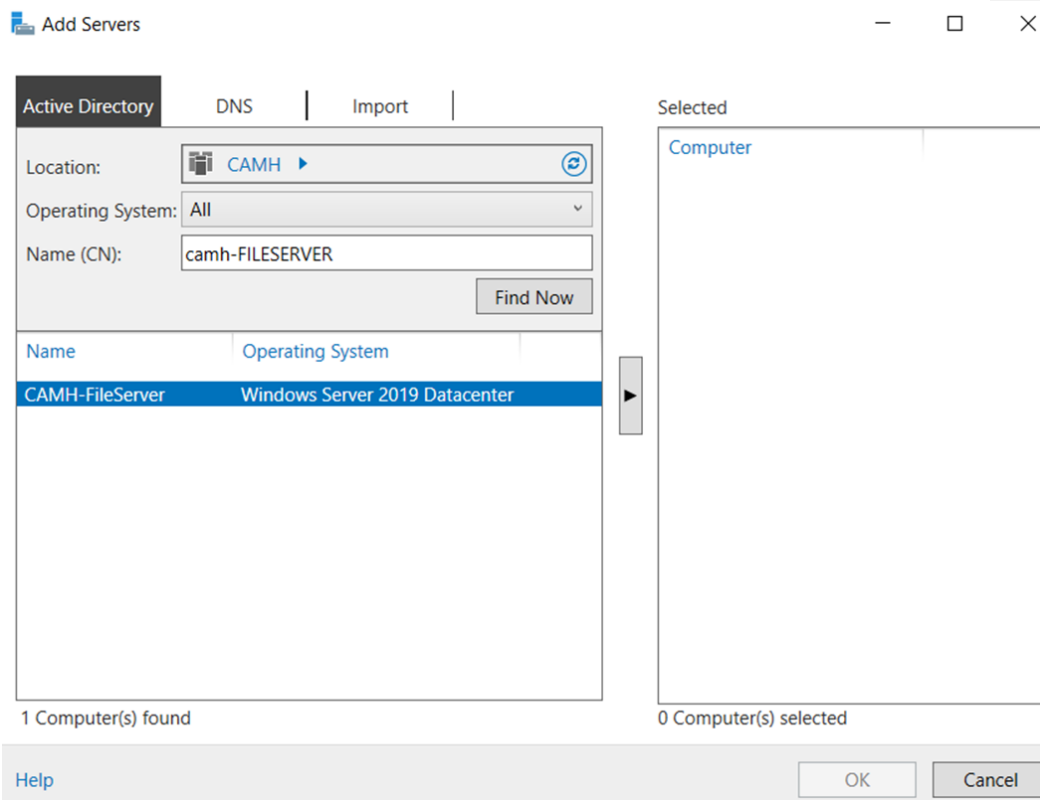 Add Servers
Active Directory
DNS
Import
Location:
CAMH
Operating System:
All
Name (CN):
camh-FILESERVER
Find Now
Name
Operating System
CAMH-FileServer
Windows Server 2019 Datacenter
1 Computer(s) found
Selected
Computer
0 Computer(s) selected
Help
OK
Cancel